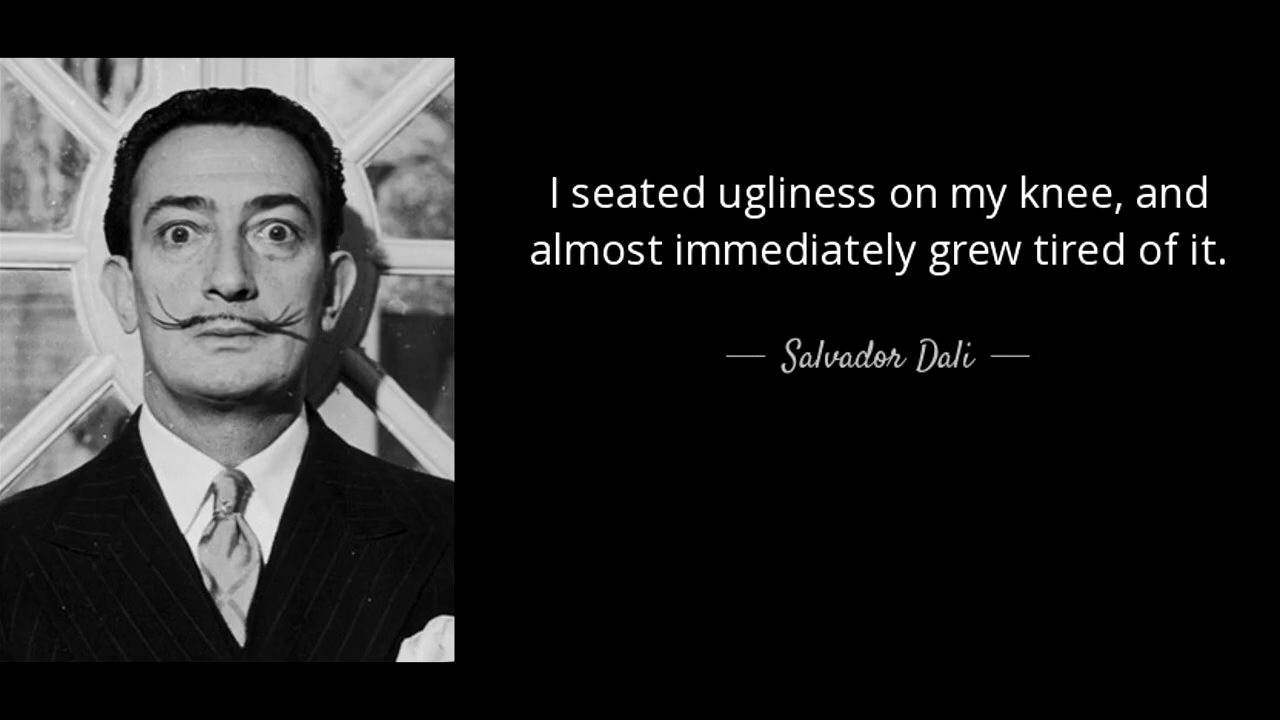 I seated ugliness on my knee, and
almost immediately grew tired of it.
— Salvador Dali —